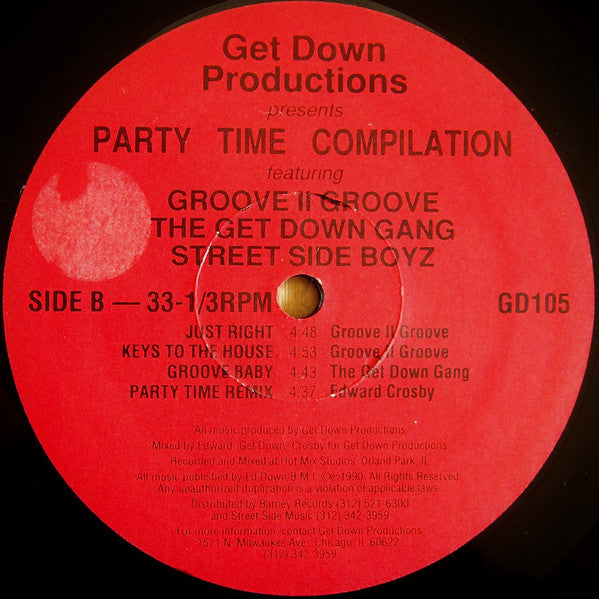 Get Down
Productions
presents
PARTY TIME COMPILATION
featuring
GROOVE II GROOVE
THE GET DOWN GANG
STREET SIDE BOYZ
SIDE B — 33-1/3RPM GD105
JUST RIGHT 4:48 Groove II Groove
KEYS TO THE HOUSE 4:53 Groove II Groove
GROOVE BABY 4:43 The Get Down Gang
PARTY TIME REMIX 4:37 Edward Crosby
All music produced by Get Down Productions
Mixed by Edward "Get Down" Crosby for Get Down Productions
Recorded and Mixed at Hot Mix Studios, Orland Park, IL
All music published by Ed Down/B.M.I. ©℗ 1990. All Rights Reserved.
Any unauthorized duplication is a violation of applicable laws.
Distributed by Barney Records (312) 521-6300
and Street Side Music (312) 342-3959
For more information, contact Get Down Productions
1571 N. Milwaukee Ave., Chicago, IL 60622
(312) 342-3959